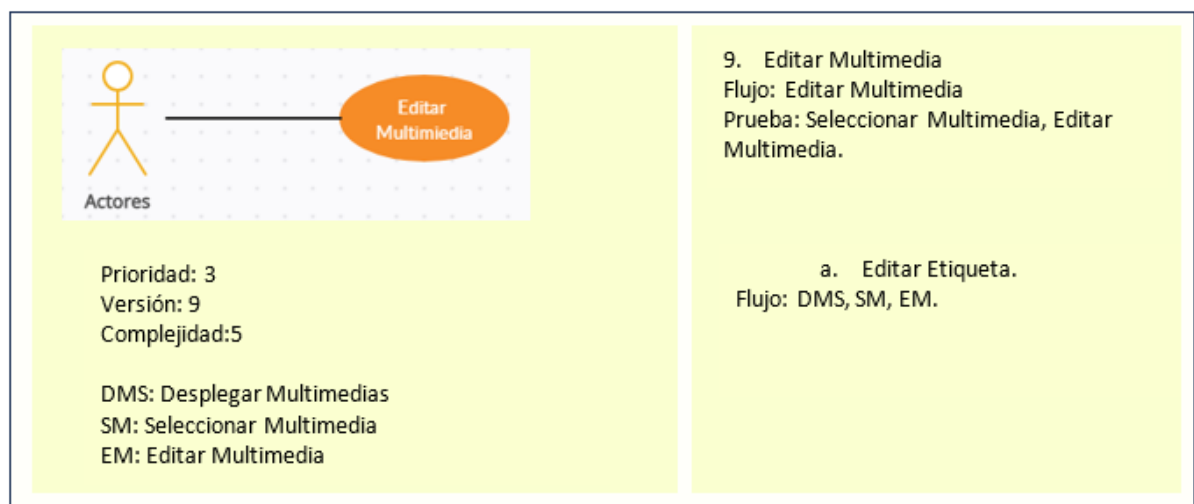 Editar
Multimiedia
Actores
Prioridad: 3
Versión: 9
Complejidad:5
DMS: Desplegar Multimedias
SM: Seleccionar Multimedia
EM: Editar Multimedia
9. Editar Multimedia
Flujo: Editar Multimedia
Prueba: Seleccionar Multimedia, Editar
Multimedia.
a. Editar Etiqueta.
Flujo: DMS, SM, EM.